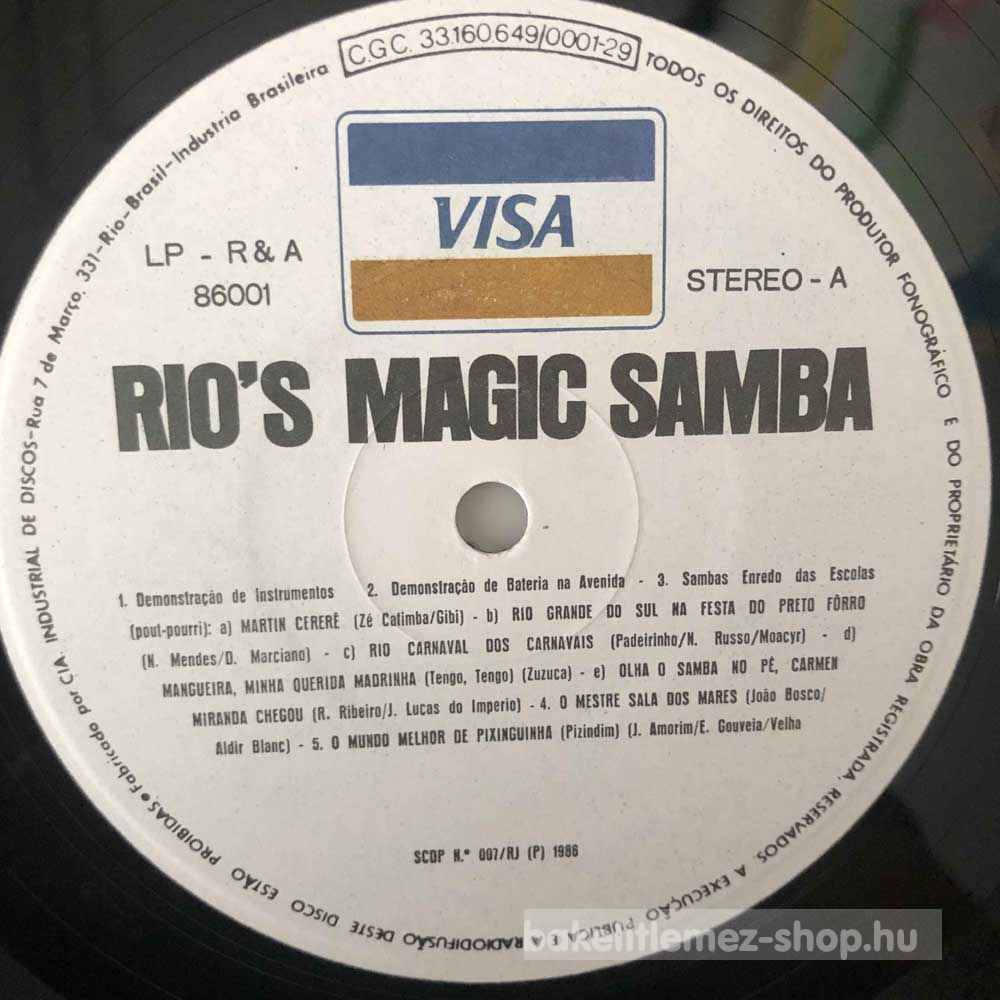 C.G.C. 33.160.649/0001-29
TODOS OS DIREITOS DO PRODUTOR FONOGRÁFICO E DO PROPRIETÁRIO DA OBRA REGISTRADA, RESERVADOS. A EXECUÇÃO PÚBLICA E A RADIODIFUSÃO DESTE DISCO ESTÃO PROIBIDAS • Fabricado por CIA. INDUSTRIAL DE DISCOS-Rua 7 de Março, 331-Rio-Brasil-Industria Brasileira
VISA
LP - R & A
86001
STEREO - A
RIO'S MAGIC SAMBA
1. Demonstração de Instrumentos 2. Demonstração de Bateria na Avenida - 3. Sambas Enredo das Escolas
(pout-pourri): a) MARTIN CERERÊ (Zé Catimba/Gibi) - b) RIO GRANDE DO SUL NA FESTA DO PRETO FÔRRO
(N. Mendes/D. Marciano) - c) RIO CARNAVAL DOS CARNAVAIS (Padeirinho/N. Russo/Moacyr) - d)
MANGUEIRA, MINHA QUERIDA MADRINHA (Tengo, Tengo) (Zuzuca) - e) OLHA O SAMBA NO PÉ, CARMEN
MIRANDA CHEGOU (R. Ribeiro/J. Lucas do Imperio) - 4. O MESTRE SALA DOS MARES (João Bosco/
Aldir Blanc) - 5. O MUNDO MELHOR DE PIXINGUINHA (Pizindim) (J. Amorim/E. Gouveia/Velha
SCDP N.º 007/RJ (P) 1986
bakelitlemez-shop.hu